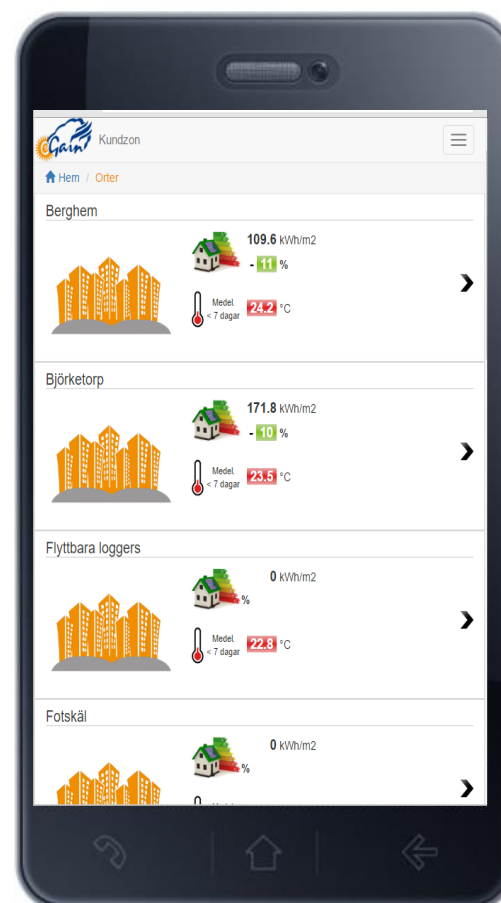 eGain Kundzon
Hem / Orter
Berghem
109.6 kWh/m2
- 11 %
Medel.
< 7 dagar
24.2 °C
Björketorp
171.8 kWh/m2
- 10 %
Medel.
< 7 dagar
23.5 °C
Flyttbara loggers
0 kWh/m2
%
Medel.
< 7 dagar
22.8 °C
Fotskäl
0 kWh/m2
%